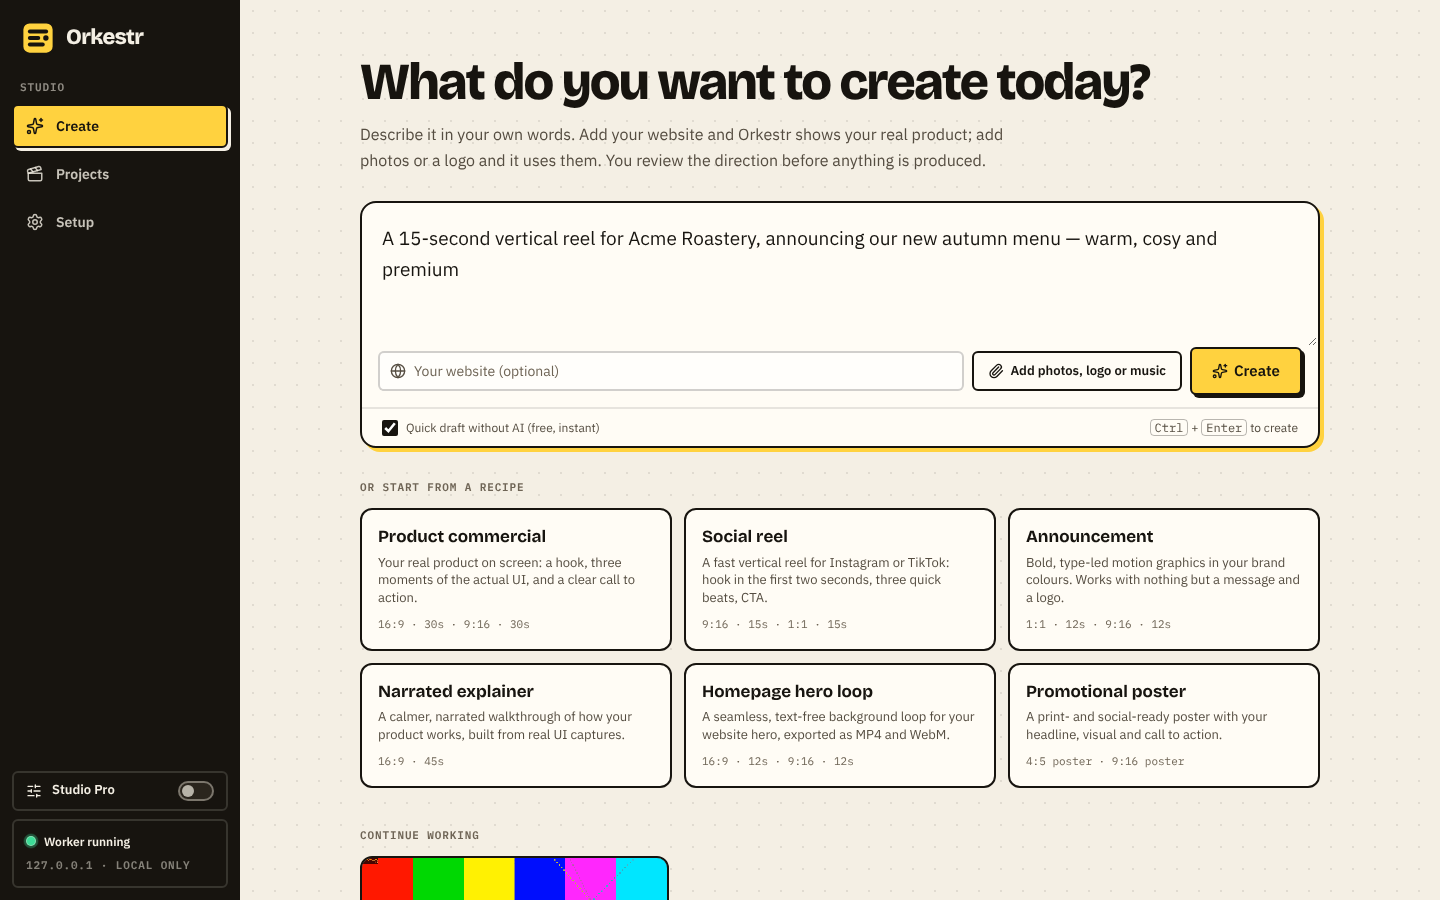 Orkestr
STUDIO
Create
Projects
Setup
Studio Pro
Worker running
127.0.0.1 · LOCAL ONLY
What do you want to create today?
Describe it in your own words. Add your website and Orkestr shows your real product; add
photos or a logo and it uses them. You review the direction before anything is produced.
A 15-second vertical reel for Acme Roastery, announcing our new autumn menu — warm, cosy and
premium
Your website (optional)
Add photos, logo or music
Create
Quick draft without AI (free, instant)
Ctrl + Enter to create
OR START FROM A RECIPE
Product commercial
Your real product on screen: a hook, three
moments of the actual UI, and a clear call to
action.
16:9 · 30s · 9:16 · 30s
Social reel
A fast vertical reel for Instagram or TikTok:
hook in the first two seconds, three quick
beats, CTA.
9:16 · 15s · 1:1 · 15s
Announcement
Bold, type-led motion graphics in your brand
colours. Works with nothing but a message and
a logo.
1:1 · 12s · 9:16 · 12s
Narrated explainer
A calmer, narrated walkthrough of how your
product works, built from real UI captures.
16:9 · 45s
Homepage hero loop
A seamless, text-free background loop for your
website hero, exported as MP4 and WebM.
16:9 · 12s · 9:16 · 12s
Promotional poster
A print- and social-ready poster with your
headline, visual and call to action.
4:5 poster · 9:16 poster
CONTINUE WORKING